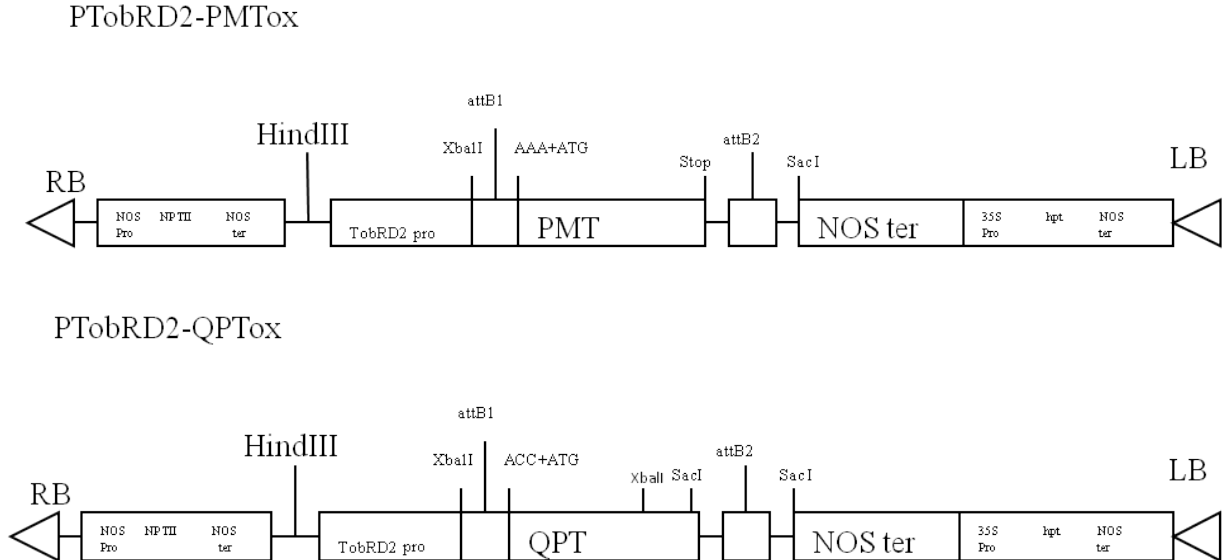 PTobRD2-PMTox
attB1
HindIII
XbaII
AAA+ATG
attB2
Stop
SacI
LB
RB
NOS Pro
NPTII
NOS ter
TobRD2 pro
PMT
NOS ter
35S Pro
hpt
NOS ter
PTobRD2-QPTox
attB1
HindIII
XbaII
ACC+ATG
attB2
XbaII
SacI
SacI
LB
RB
NOS Pro
NPTII
NOS ter
TobRD2 pro
QPT
NOS ter
35S Pro
hpt
NOS ter